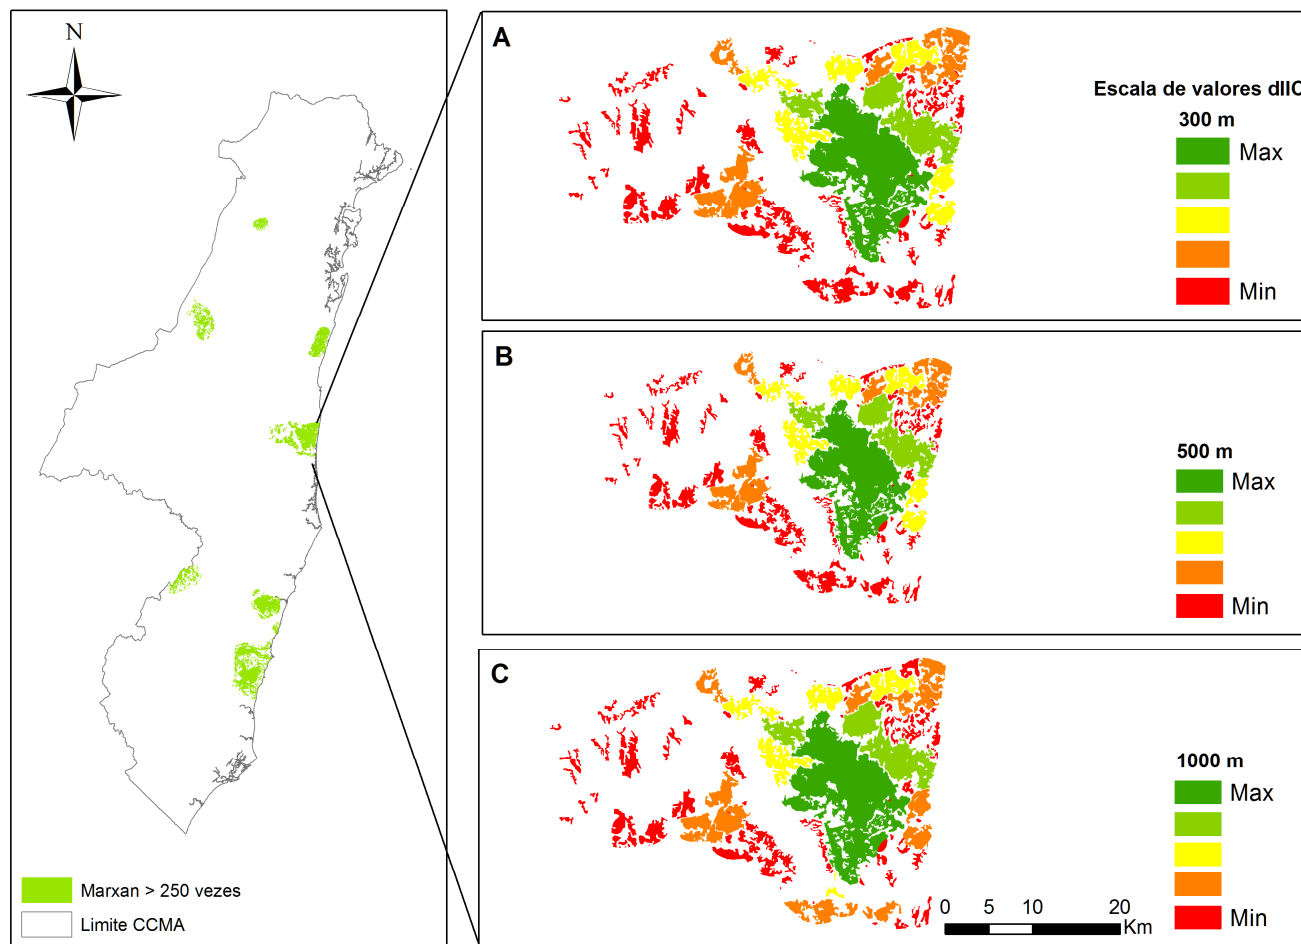 N
Marxan > 250 vezes
Limite CCMA
A
Escala de valores dIIC
300 m
Max
Min
B
500 m
Max
Min
C
1000 m
Max
Min
0 5 10 20
Km